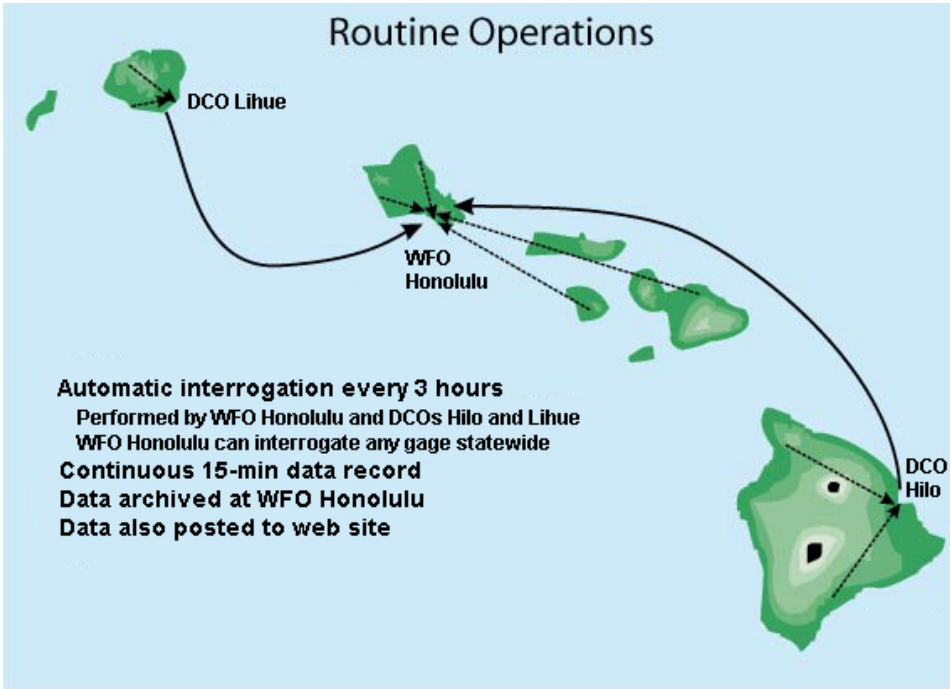 Routine Operations
DCO Lihue
WFO
Honolulu
Automatic interrogation every 3 hours
Performed by WFO Honolulu and DCOs Hilo and Lihue
WFO Honolulu can interrogate any gage statewide
Continuous 15-min data record
Data archived at WFO Honolulu
Data also posted to web site
DCO
Hilo